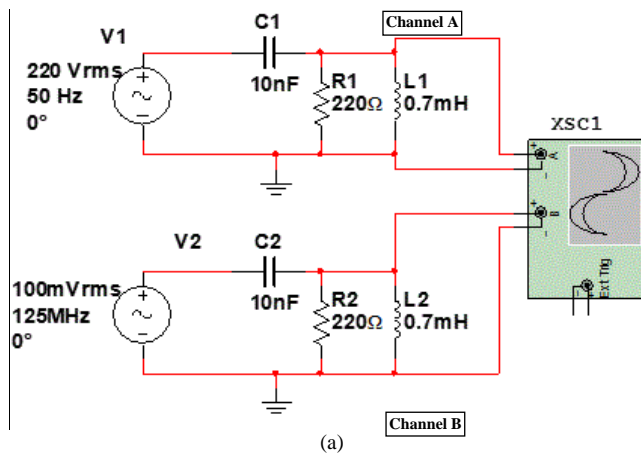 Channel A
V1
C1
220 Vrms
50 Hz
0°
10nF
R1
220Ω
L1
0.7mH
XSC1
A
B
Ext Trig
V2
C2
100mVrms
125MHz
0°
10nF
R2
220Ω
L2
0.7mH
Channel B
(a)